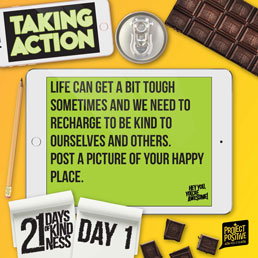 TAKING
ACTION
LIFE CAN GET A BIT TOUGH
SOMETIMES AND WE NEED TO
RECHARGE TO BE KIND TO
OURSELVES AND OTHERS.
POST A PICTURE OF YOUR HAPPY
PLACE.
HEY YOU,
YOU'RE
AWESOME!
21 DAYS
OF KIND
NESS
DAY 1
PROJECT
POSITIVE